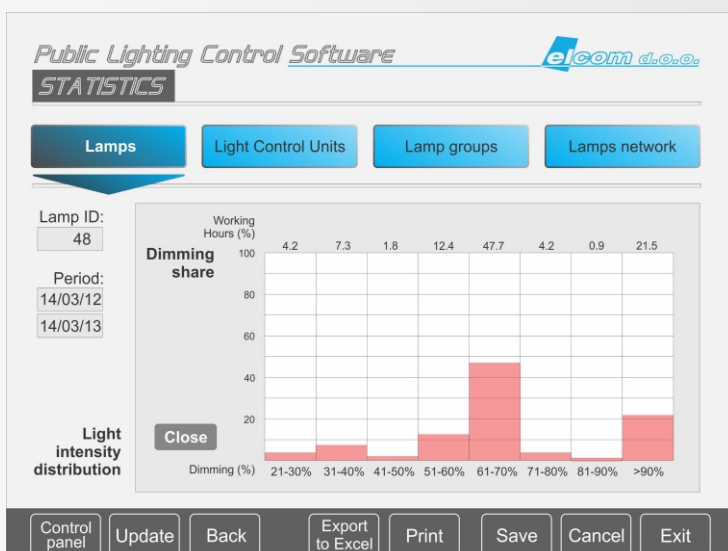 Public Lighting Control Software
elcom d.o.o.
STATISTICS
Lamps
Light Control Units
Lamp groups
Lamps network
Lamp ID:
48
Period:
14/03/12
14/03/13
Light
intensity
distribution
Working
Hours (%)
4.2 7.3 1.8 12.4 47.7 4.2 0.9 21.5
Dimming
share
100
80
60
40
20
Close
Dimming (%) 21-30% 31-40% 41-50% 51-60% 61-70% 71-80% 81-90% >90%
Control
panel
Update
Back
Export
to Excel
Print
Save
Cancel
Exit